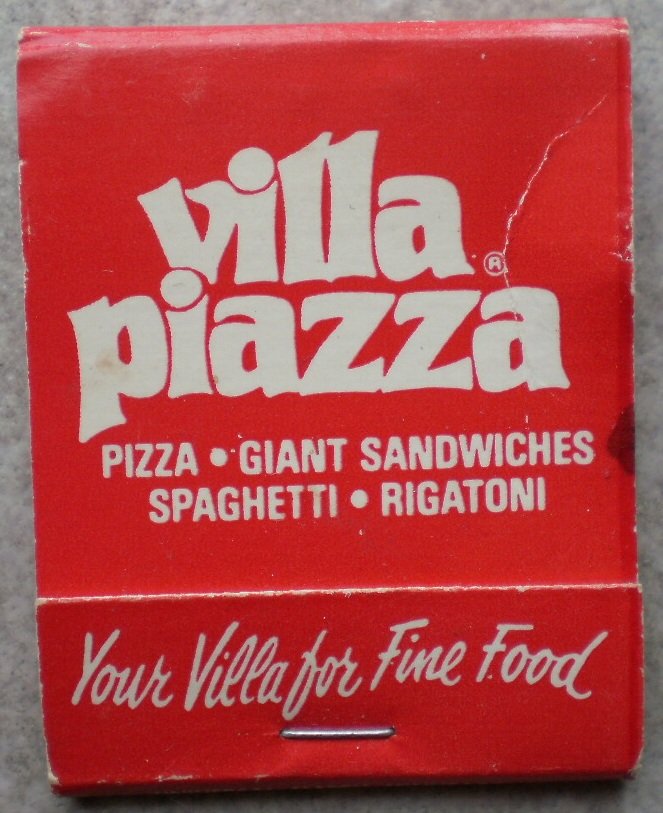 villa
piazza®
PIZZA • GIANT SANDWICHES
SPAGHETTI • RIGATONI
Your Villa for Fine Food